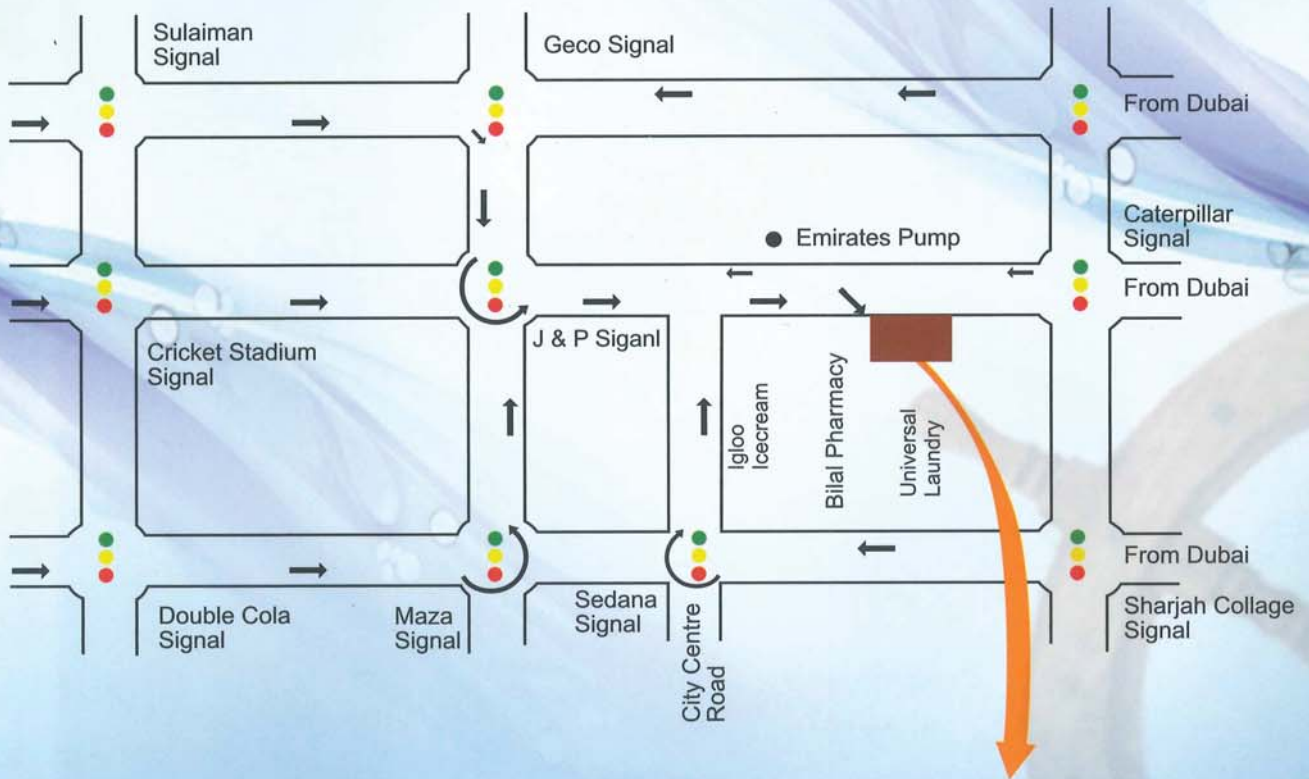 Sulaiman
Signal
Geco Signal
From Dubai
Caterpillar
Signal
Emirates Pump
From Dubai
Cricket Stadium
Signal
J & P Siganl
Igloo
Icecream
Bilal Pharmacy
Universal
Laundry
From Dubai
Double Cola
Signal
Maza
Signal
Sedana
Signal
City Centre
Road
Sharjah Collage
Signal